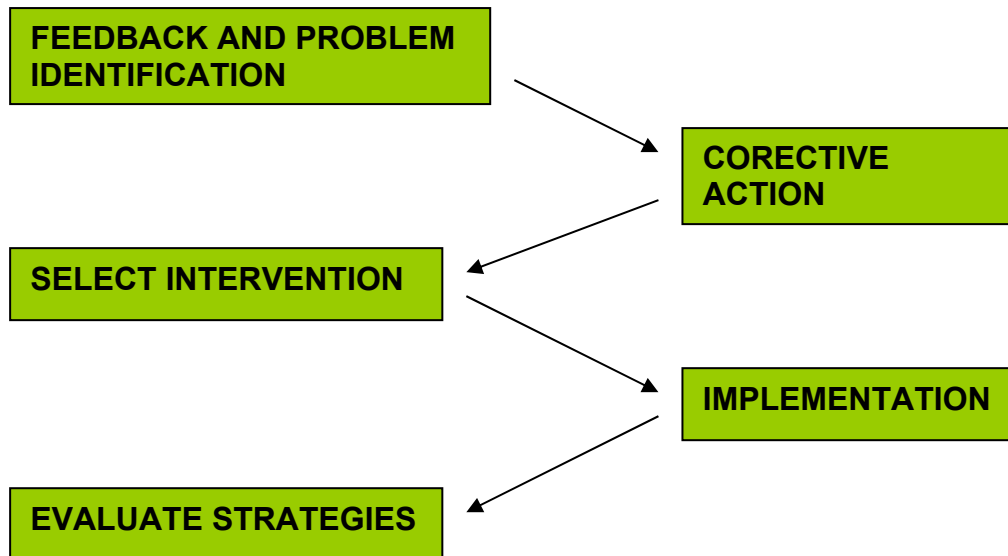 FEEDBACK AND PROBLEM
IDENTIFICATION
CORECTIVE
ACTION
SELECT INTERVENTION
IMPLEMENTATION
EVALUATE STRATEGIES